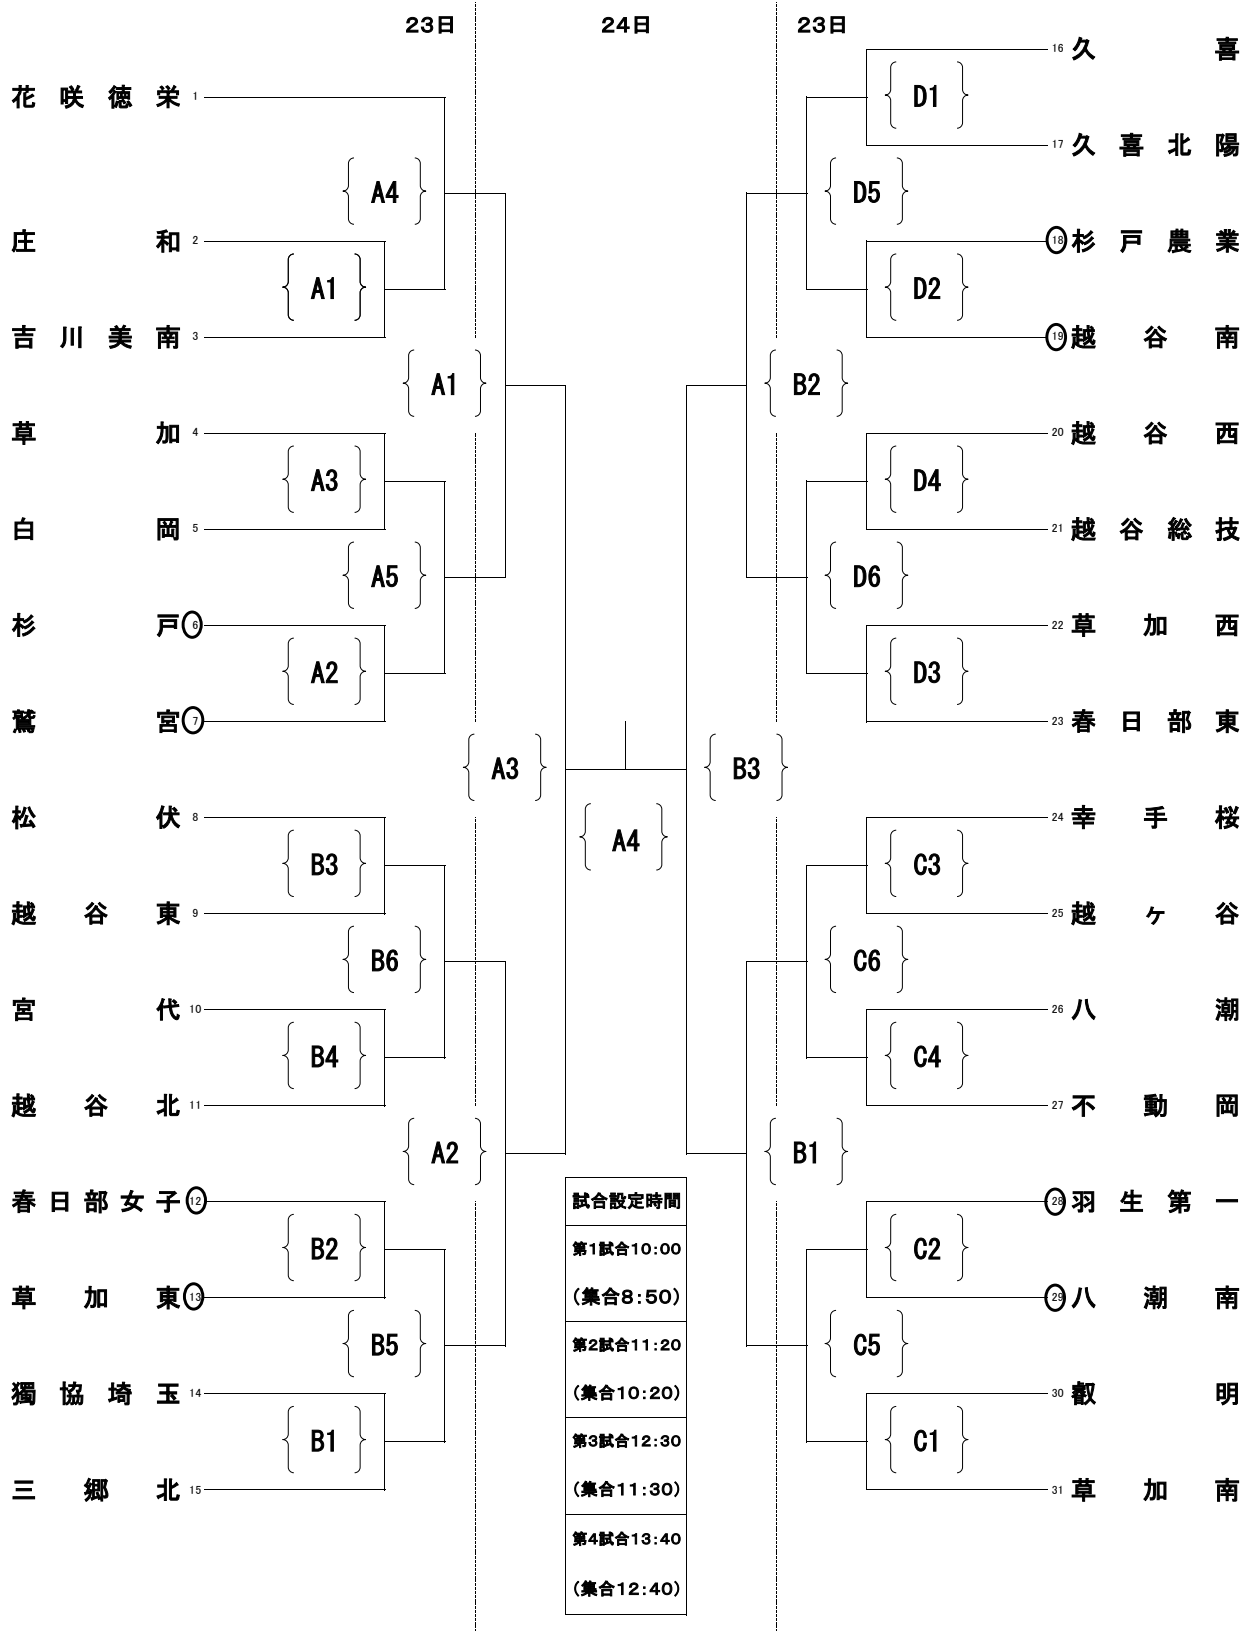 23日 24日 23日
花咲徳栄 1
庄和 2
吉川美南 3
草加 4
白岡 5
杉戸 6
鷲宮 7
松伏 8
越谷東 9
宮代 10
越谷北 11
春日部女子 12
草加東 13
獨協埼玉 14
三郷北 15
A4
A1
A3
A5
A2
B3
B6
B4
B2
B5
B1
A1
A2
A3
A4
B3
B2
B1
試合設定時間
第1試合10:00
(集合8:50)
第2試合11:20
(集合10:20)
第3試合12:30
(集合11:30)
第4試合13:40
(集合12:40)
D1
D5
D2
D4
D6
D3
C3
C6
C4
C2
C5
C1
16 久喜
17 久喜北陽
18 杉戸農業
19 越谷南
20 越谷西
21 越谷総技
22 草加西
23 春日部東
24 幸手桜
25 越ヶ谷
26 八潮
27 不動岡
28 羽生第一
29 八潮南
30 叡明
31 草加南